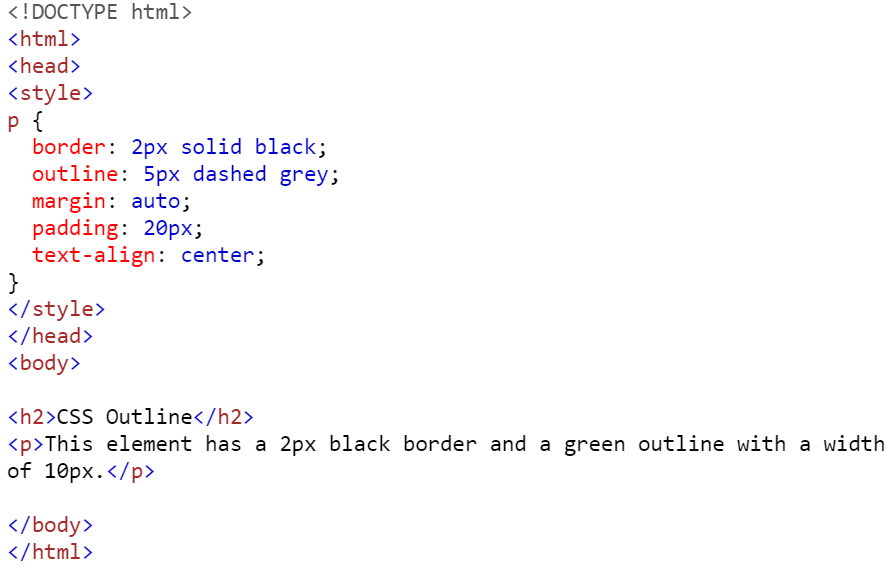 <!DOCTYPE html>
<html>
<head>
<style>
p {
  border: 2px solid black;
  outline: 5px dashed grey;
  margin: auto;
  padding: 20px;
  text-align: center;
}
</style>
</head>
<body>

<h2>CSS Outline</h2>
<p>This element has a 2px black border and a green outline with a width
of 10px.</p>

</body>
</html>